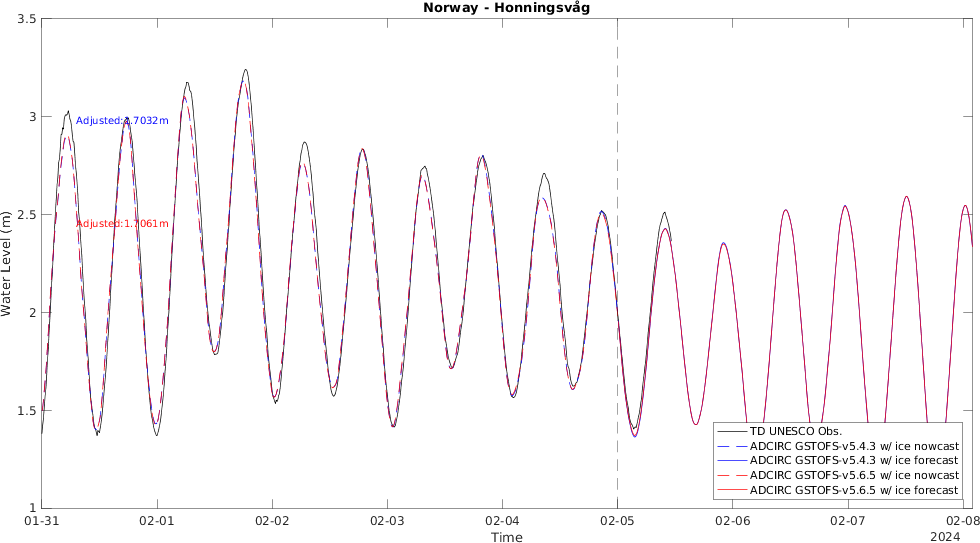 Norway - Honningsvåg
3.5
3
2.5
2
1.5
1
Water Level (m)
Adjusted:1.7032m
Adjusted:1.7061m
TD UNESCO Obs.
ADCIRC GSTOFS-v5.4.3 w/ ice nowcast
ADCIRC GSTOFS-v5.4.3 w/ ice forecast
ADCIRC GSTOFS-v5.6.5 w/ ice nowcast
ADCIRC GSTOFS-v5.6.5 w/ ice forecast
01-31 02-01 02-02 02-03 02-04 02-05 02-06 02-07 02-08
Time
2024